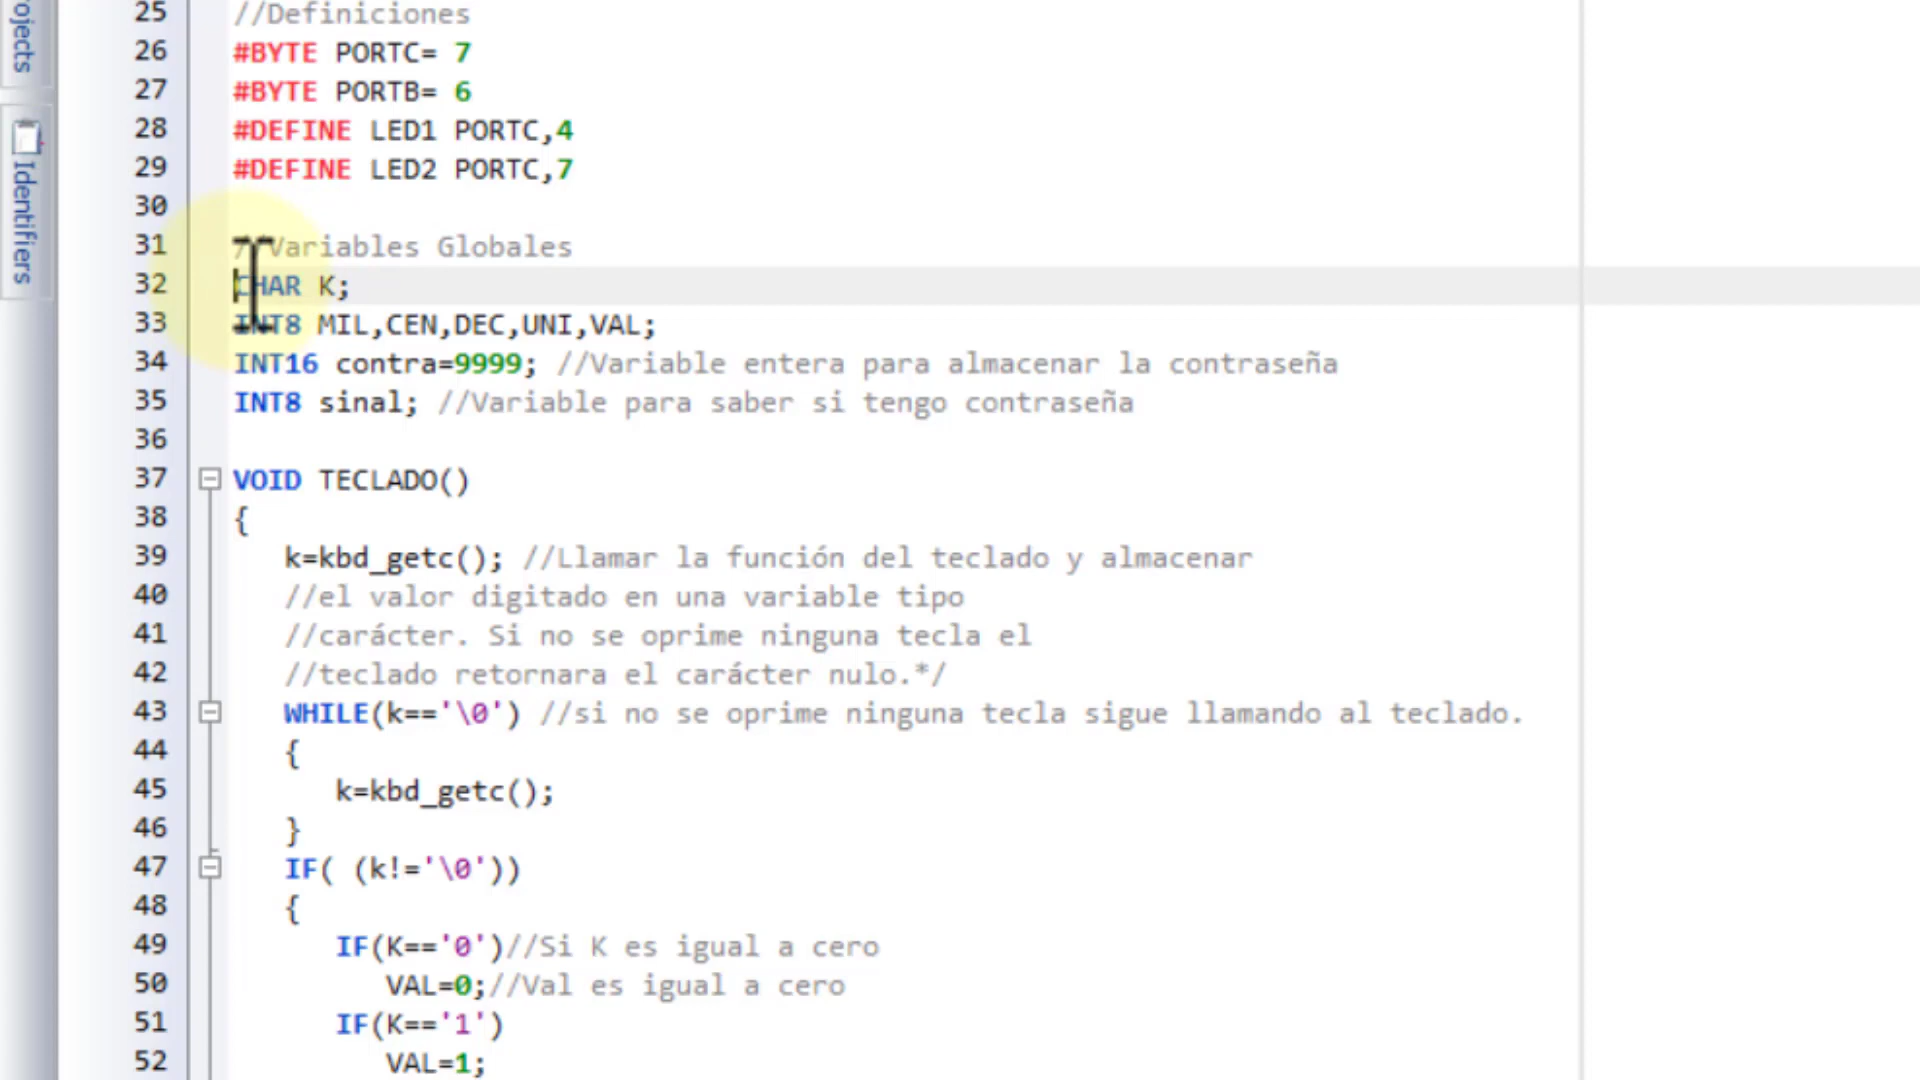 ojects
Identifiers
25 //Definiciones
26 #BYTE PORTC= 7
27 #BYTE PORTB= 6
28 #DEFINE LED1 PORTC,4
29 #DEFINE LED2 PORTC,7
30
31 //Variables Globales
32 CHAR K;
33 INT8 MIL,CEN,DEC,UNI,VAL;
34 INT16 contra=9999; //Variable entera para almacenar la contraseña
35 INT8 sinal; //Variable para saber si tengo contraseña
36
37 VOID TECLADO()
38 {
39 k=kbd_getc(); //Llamar la función del teclado y almacenar
40 //el valor digitado en una variable tipo
41 //carácter. Si no se oprime ninguna tecla el
42 //teclado retornara el carácter nulo.*/
43 WHILE(k=='\0') //si no se oprime ninguna tecla sigue llamando al teclado.
44 {
45 k=kbd_getc();
46 }
47 IF( (k!='\0'))
48 {
49 IF(K=='0')//Si K es igual a cero
50 VAL=0;//Val es igual a cero
51 IF(K=='1')
52 VAL=1;